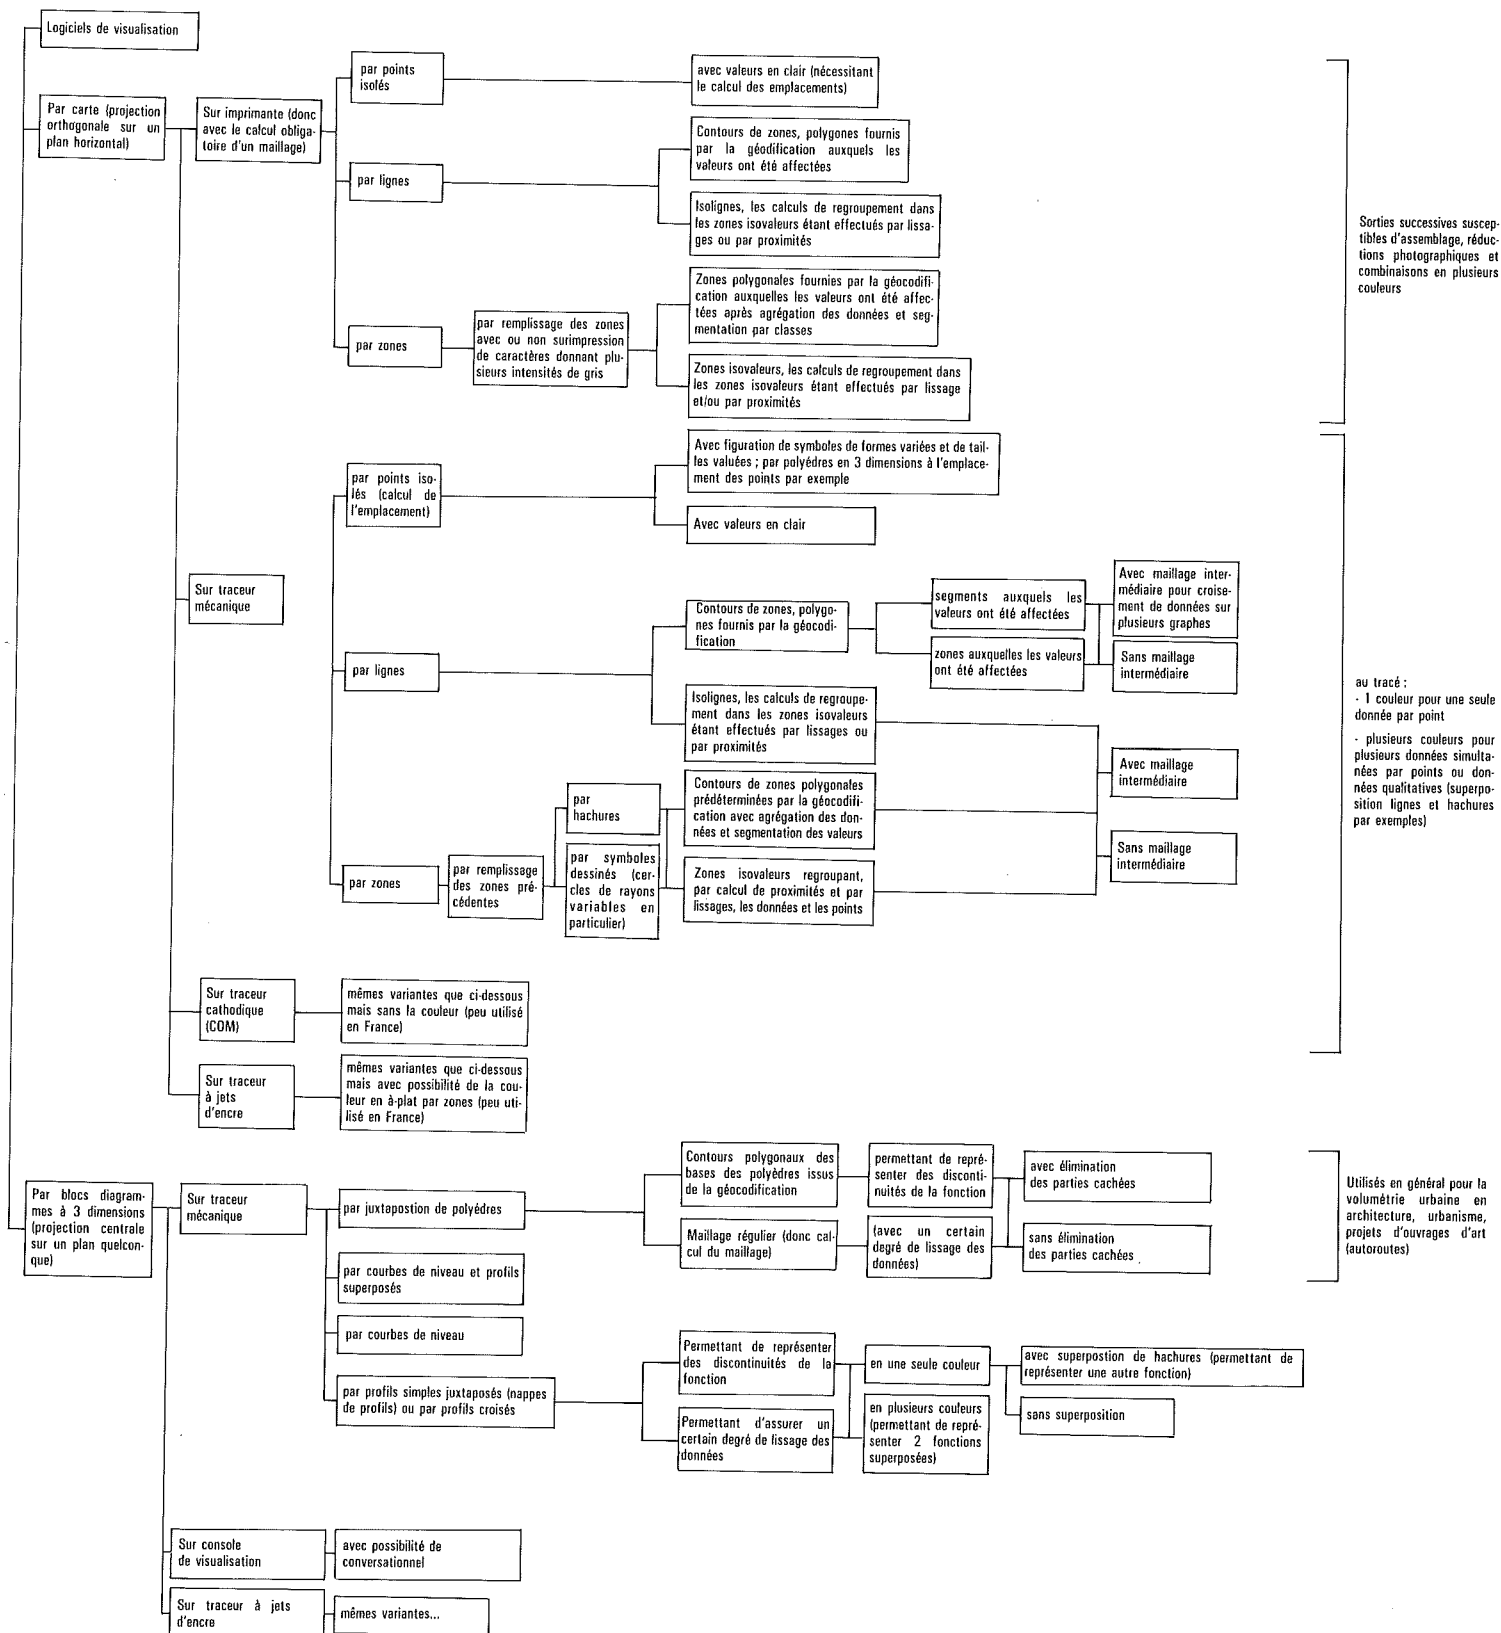 Logiciels de visualisation
Par carte (projection
orthogonale sur un
plan horizontal)
Sur imprimante (donc
avec le calcul obliga-
toire d'un maillage)
par points
isolés
avec valeurs en clair (nécessitant
le calcul des emplacements)
par lignes
Contours de zones, polygones fournis
par la géodification auxquels les
valeurs ont été affectées
Isolignes, les calculs de regroupement dans
les zones isovaleurs étant effectués par lissa-
ges ou par proximités
par zones
par remplissage des zones
avec ou non surimpression
de caractères donnant plu-
sieurs intensités de gris
Zones polygonales fournies par la géocodifi-
cation auxquelles les valeurs ont été affec-
tées après agrégation des données et seg-
mentation par classes
Zones isovaleurs, les calculs de regroupement dans
les zones isovaleurs étant effectués par lissage
et/ou par proximités
Sorties successives suscep-
tibles d'assemblage, réduc-
tions photographiques et
combinaisons en plusieurs
couleurs
Sur traceur
mécanique
par points iso-
lés (calcul de
l'emplacement)
Avec figuration de symboles de formes variées et de tail-
les valuées ; par polyédres en 3 dimensions à l'emplace-
ment des points par exemple
Avec valeurs en clair
par lignes
Contours de zones, polygo-
nes fournis par la géocodi-
fication
segments auxquels les
valeurs ont été affectées
zones auxquelles les valeurs
ont été affectées
Avec maillage inter-
médiaire pour croise-
ment de données sur
plusieurs graphes
Sans maillage
intermédiaire
Isolignes, les calculs de regroupe-
ment dans les zones isovaleurs
étant effectués par lissages ou
par proximités
Avec maillage
intermédiaire
Sans maillage
intermédiaire
par zones
par remplissage
des zones pré-
cédentes
par
hachures
par symboles
dessinés (cer-
cles de rayons
variables en
particulier)
Contours de zones polygonales
prédéterminées par la géocodifi-
cation avec agrégation des don-
nées et segmentation des valeurs
Zones isovaleurs regroupant,
par calcul de proximités et par
lissages, les données et les points
au tracé :
- 1 couleur pour une seule
donnée par point
- plusieurs couleurs pour
plusieurs données simulta-
nées par points ou don-
nées qualitatives (superpo-
sition lignes et hachures
par exemples)
Sur traceur
cathodique
(COM)
mêmes variantes que ci-dessous
mais sans la couleur (peu utilisé
en France)
Sur traceur
à jets
d'encre
mêmes variantes que ci-dessous
mais avec possibilité de la cou-
leur en à-plat par zones (peu uti-
lisé en France)
Par blocs diagram-
mes à 3 dimensions
(projection centrale
sur un plan quelcon-
que)
Sur traceur
mécanique
par juxtapostion de polyédres
Contours polygonaux des
bases des polyèdres issus
de la géocodification
permettant de repré-
senter des disconti-
nuités de la fonction
avec élimination
des parties cachées
Maillage régulier (donc cal-
cul du maillage)
(avec un certain
degré de lissage des
données)
sans élimination
des parties cachées
Utilisés en général pour la
volumétrie urbaine en
architecture, urbanisme,
projets d'ouvrages d'art
(autoroutes)
par courbes de niveau et profils
superposés
par courbes de niveau
par profils simples juxtaposés (nappes
de profils) ou par profils croisés
Permettant de représenter
des discontinuités de la
fonction
Permettant d'assurer un
certain degré de lissage des
données
en une seule couleur
en plusieurs couleurs
(permettant de repré-
senter 2 fonctions
superposées)
avec superpostion de hachures (permettant de
représenter une autre fonction)
sans superposition
Sur console
de visualisation
avec possibilité de
conversationnel
Sur traceur à jets
d'encre
mêmes variantes...